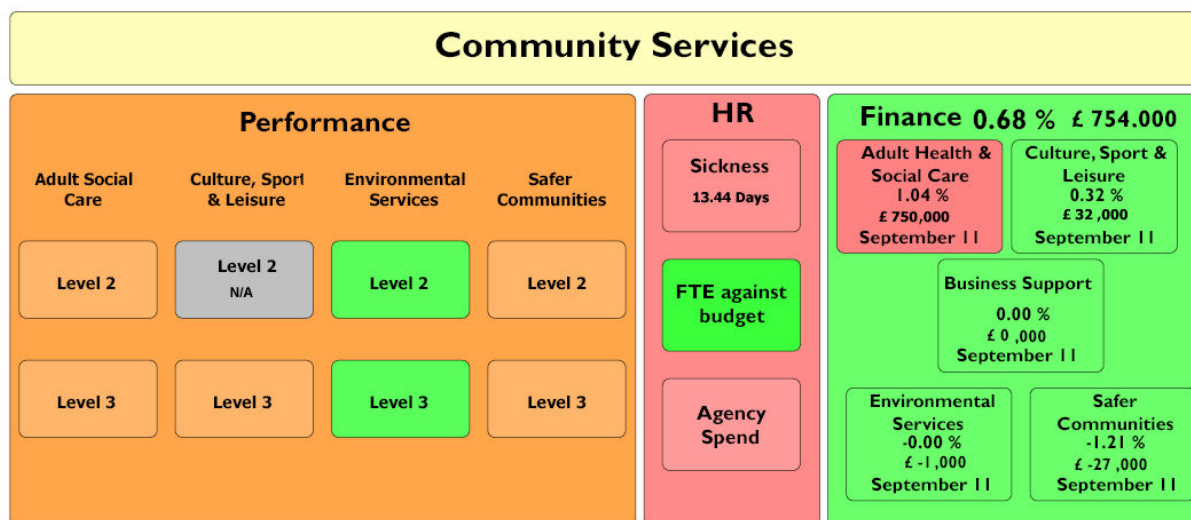 Community Services
Performance
Adult Social
Care
Culture, Sport
& Leisure
Environmental
Services
Safer
Communities
Level 2
Level 2
N/A
Level 2
Level 2
Level 3
Level 3
Level 3
Level 3
HR
Sickness
13.44 Days
FTE against
budget
Agency
Spend
Finance 0.68 % £ 754.000
Adult Health &
Social Care
1.04 %
£ 750,000
September 11
Culture, Sport &
Leisure
0.32 %
£ 32 ,000
September 11
Business Support
0.00 %
£ 0 ,000
September 11
Environmental
Services
-0.00 %
£ -1 ,000
September 11
Safer
Communities
-1.21 %
£ -27 ,000
September 11